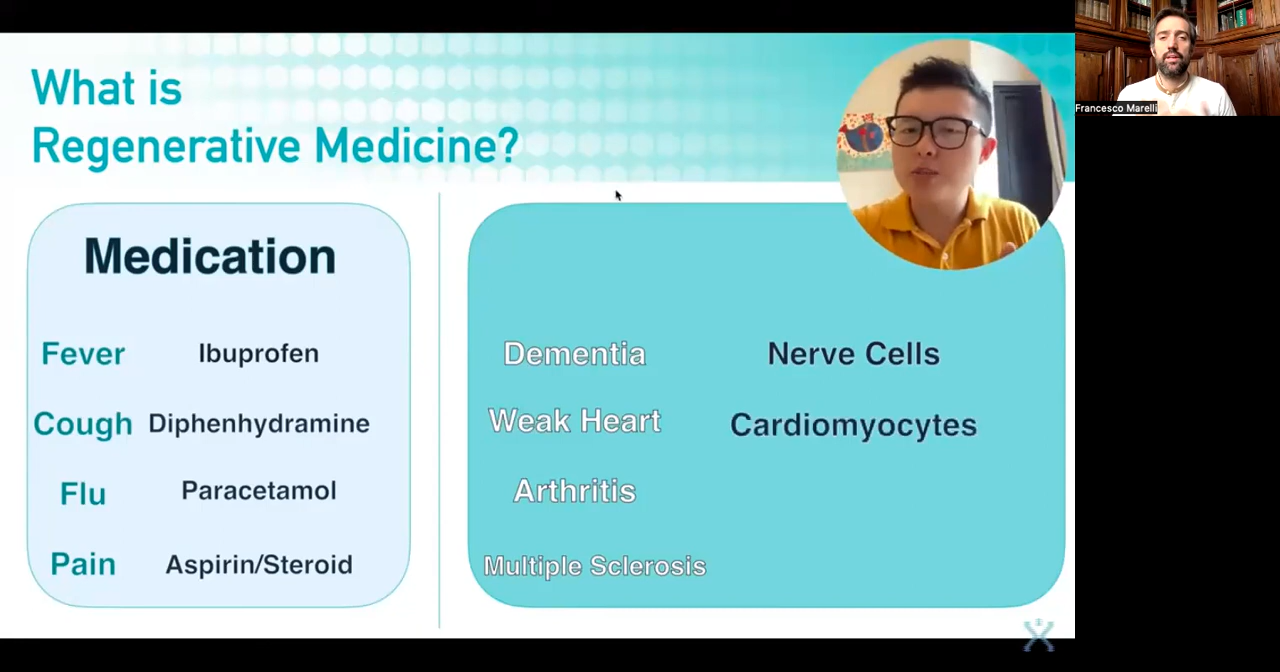 What is
Regenerative Medicine?
Francesco Marelli
Medication
Fever Ibuprofen
Cough Diphenhydramine
Flu Paracetamol
Pain Aspirin/Steroid
Dementia Nerve Cells
Weak Heart Cardiomyocytes
Arthritis
Multiple Sclerosis